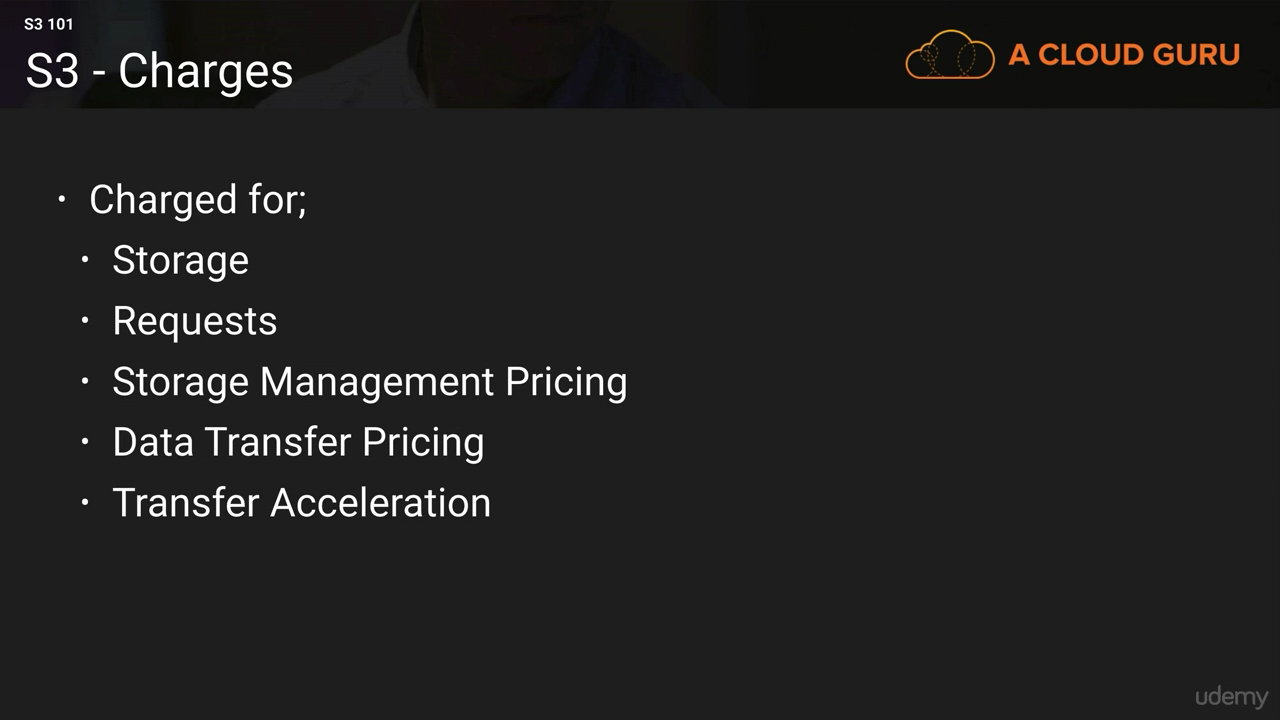 S3 101
S3 - Charges
A CLOUD GURU
• Charged for;
• Storage
• Requests
• Storage Management Pricing
• Data Transfer Pricing
• Transfer Acceleration
udemy